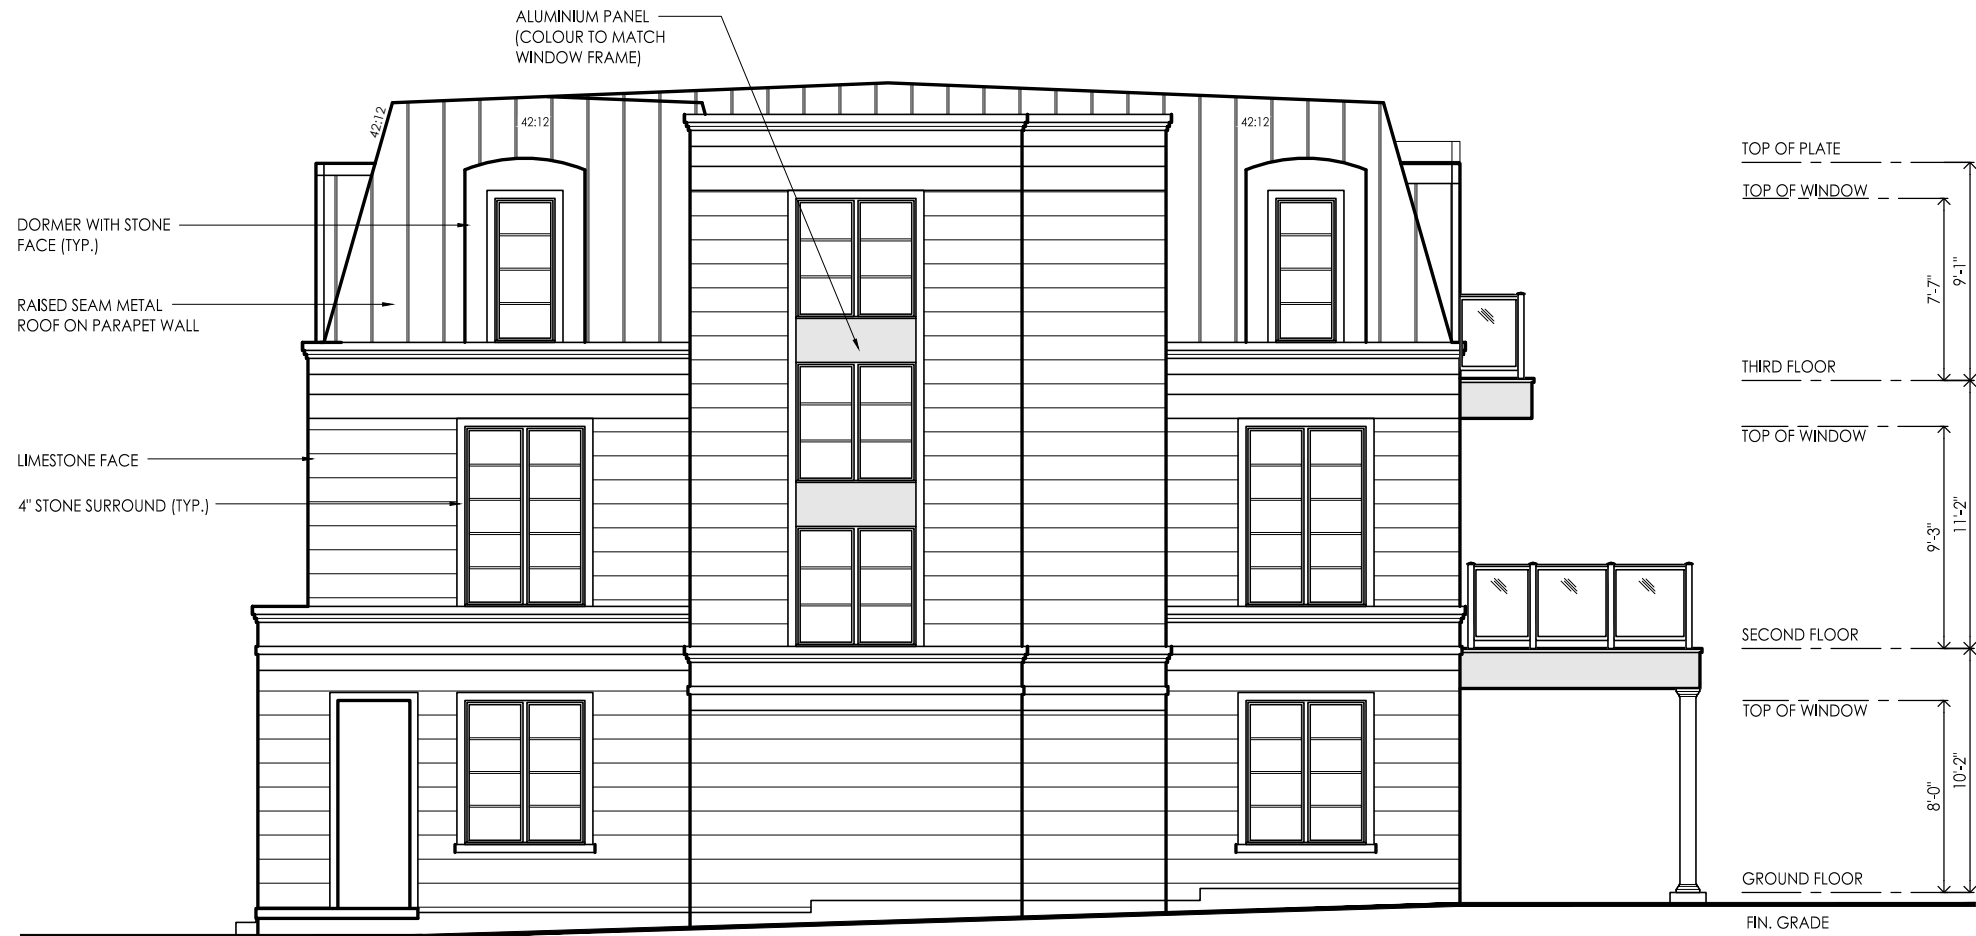 ALUMINIUM PANEL
(COLOUR TO MATCH
WINDOW FRAME)
42:12
42:12
42:12
DORMER WITH STONE
FACE (TYP.)
RAISED SEAM METAL
ROOF ON PARAPET WALL
LIMESTONE FACE
4" STONE SURROUND (TYP.)
TOP OF PLATE
TOP OF WINDOW
7'-7"
9'-1"
THIRD FLOOR
TOP OF WINDOW
9'-3"
11'-2"
SECOND FLOOR
TOP OF WINDOW
8'-0"
10'-2"
GROUND FLOOR
FIN. GRADE